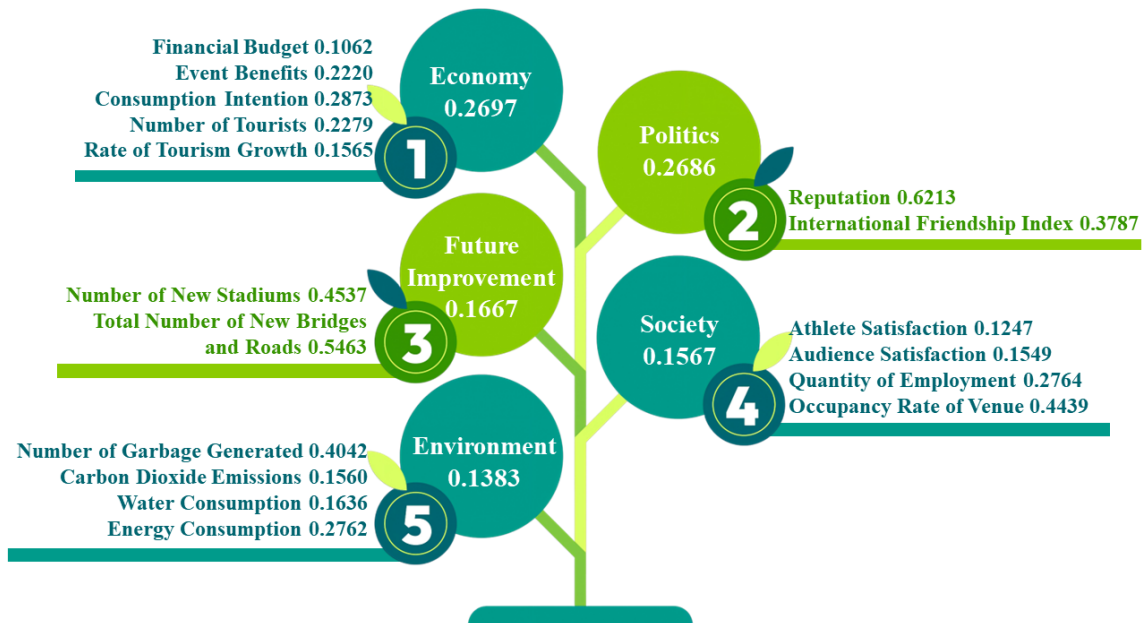 Financial Budget 0.1062
Event Benefits 0.2220
Consumption Intention 0.2873
Number of Tourists 0.2279
Rate of Tourism Growth 0.1565
1
Economy
0.2697
Politics
0.2686
2
Reputation 0.6213
International Friendship Index 0.3787
Number of New Stadiums 0.4537
Total Number of New Bridges
and Roads 0.5463
3
Future
Improvement
0.1667
Society
0.1567
4
Athlete Satisfaction 0.1247
Audience Satisfaction 0.1549
Quantity of Employment 0.2764
Occupancy Rate of Venue 0.4439
Number of Garbage Generated 0.4042
Carbon Dioxide Emissions 0.1560
Water Consumption 0.1636
Energy Consumption 0.2762
5
Environment
0.1383